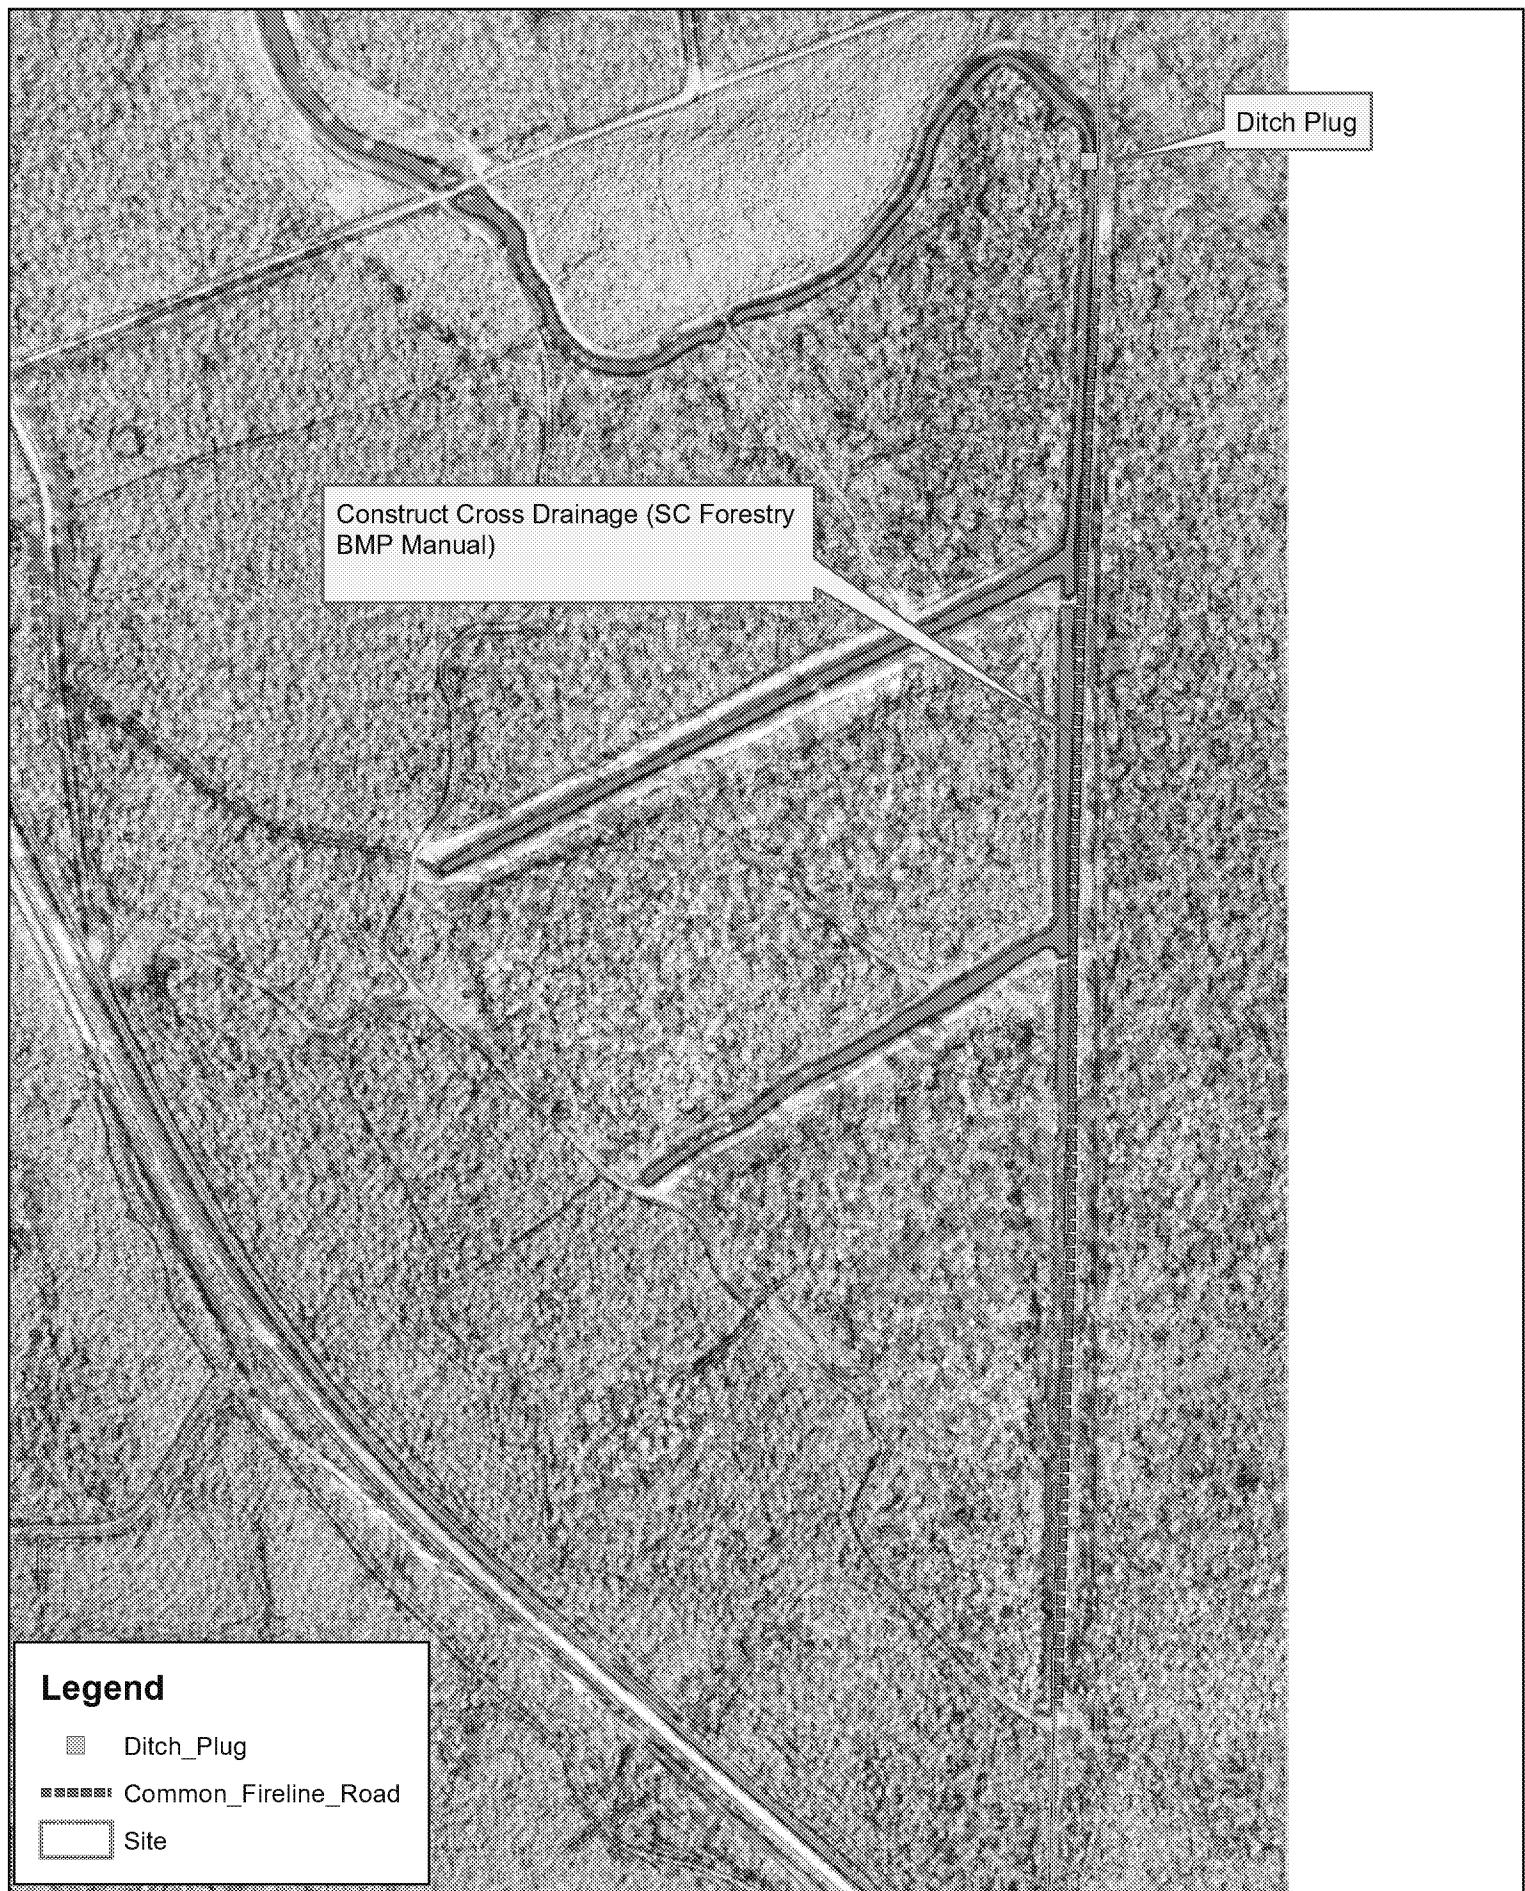 Ditch Plug
Construct Cross Drainage (SC Forestry
BMP Manual)
Legend
Ditch_Plug
Common_Fireline_Road
Site